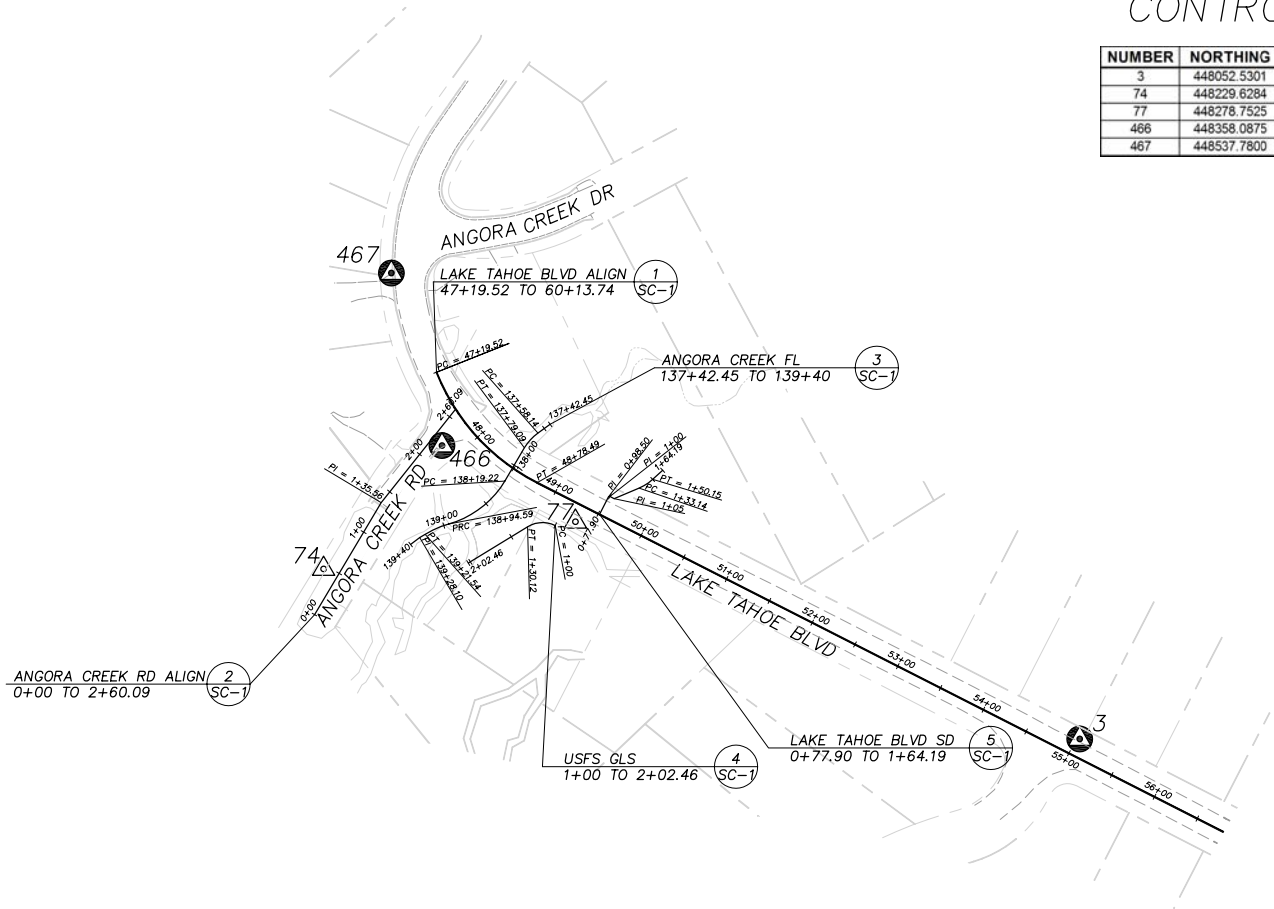 CONTRO
NUMBER NORTHING
3 448052.5301
74 448229.6284
77 448278.7525
466 448358.0875
467 448537.7800
ANGORA CREEK DR
467
LAKE TAHOE BLVD ALIGN 1
47+19.52 TO 60+13.74 SC-1
PC = 47+19.52
ANGORA CREEK FL 3
137+42.45 TO 139+40 SC-1
PC = 137+58.14
PT = 137+79.09
137+42.45
2+60.09
48+00
2+00
466
138+00
PT = 48+78.49
49+00
PI = 0+98.50
PI = 1+00
1+64.19
PT = 1+50.15
PC = 1+33.14
PI = 1+05
PI = 1+35.56
PC = 138+19.22
77
0+77.90
50+00
1+00
139+00
PRC = 138+94.59
139+40
PT = 139+21.54
PI = 139+28.10
2+02.46
PT = 1+30.12
PC = 1+00
74
0+00
ANGORA CREEK RD
51+00
LAKE TAHOE BLVD
52+00
53+00
54+00
3
55+00
56+00
ANGORA CREEK RD ALIGN 2
0+00 TO 2+60.09 SC-1
USFS GLS 4
1+00 TO 2+02.46 SC-1
LAKE TAHOE BLVD SD 5
0+77.90 TO 1+64.19 SC-1